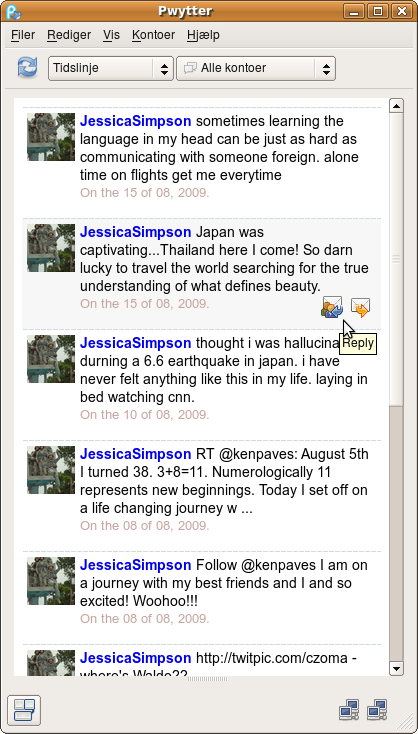 Pwytter
Filer Rediger Vis Kontoer Hjælp
Tidslinje Alle kontoer
JessicaSimpson sometimes learning the
language in my head can be just as hard as
communicating with someone foreign. alone
time on flights get me everytime
On the 15 of 08, 2009.
JessicaSimpson Japan was
captivating...Thailand here I come! So darn
lucky to travel the world searching for the true
understanding of what defines beauty.
On the 15 of 08, 2009.
Reply
JessicaSimpson thought i was hallucina
durning a 6.6 earthquake in japan. i have
never felt anything like this in my life. laying in
bed watching cnn.
On the 10 of 08, 2009.
JessicaSimpson RT @kenpaves: August 5th
I turned 38. 3+8=11. Numerologically 11
represents new beginnings. Today I set off on
a life changing journey w ...
On the 08 of 08, 2009.
JessicaSimpson Follow @kenpaves I am on
a journey with my best friends and I and so
excited! Woohoo!!!
On the 08 of 08, 2009.
JessicaSimpson http://twitpic.com/czoma -
where's Waldo??